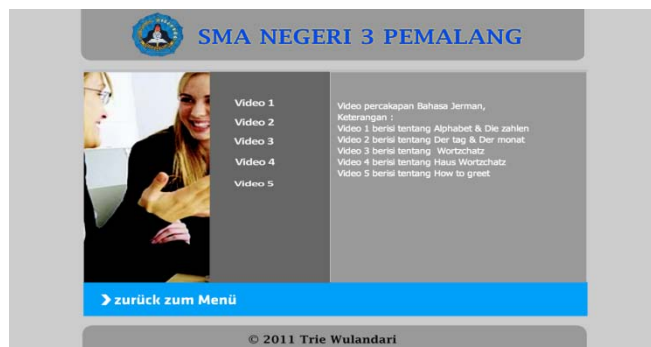 SMA NEGERI 3 PEMALANG
Video 1
Video 2
Video 3
Video 4
Video 5
Video percakapan Bahasa Jerman,
Keterangan :
Video 1 berisi tentang Alphabet & Die zahlen
Video 2 berisi tentang Der tag & Der monat
Video 3 berisi tentang Wortzchatz
Video 4 berisi tentang Haus Wortzchatz
Video 5 berisi tentang How to greet
zurück zum Menü
© 2011 Trie Wulandari